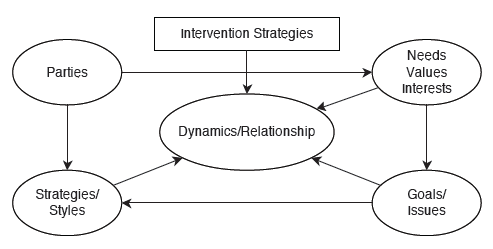 Intervention Strategies
Parties
Needs
Values
Interests
Dynamics/Relationship
Strategies/
Styles
Goals/
Issues